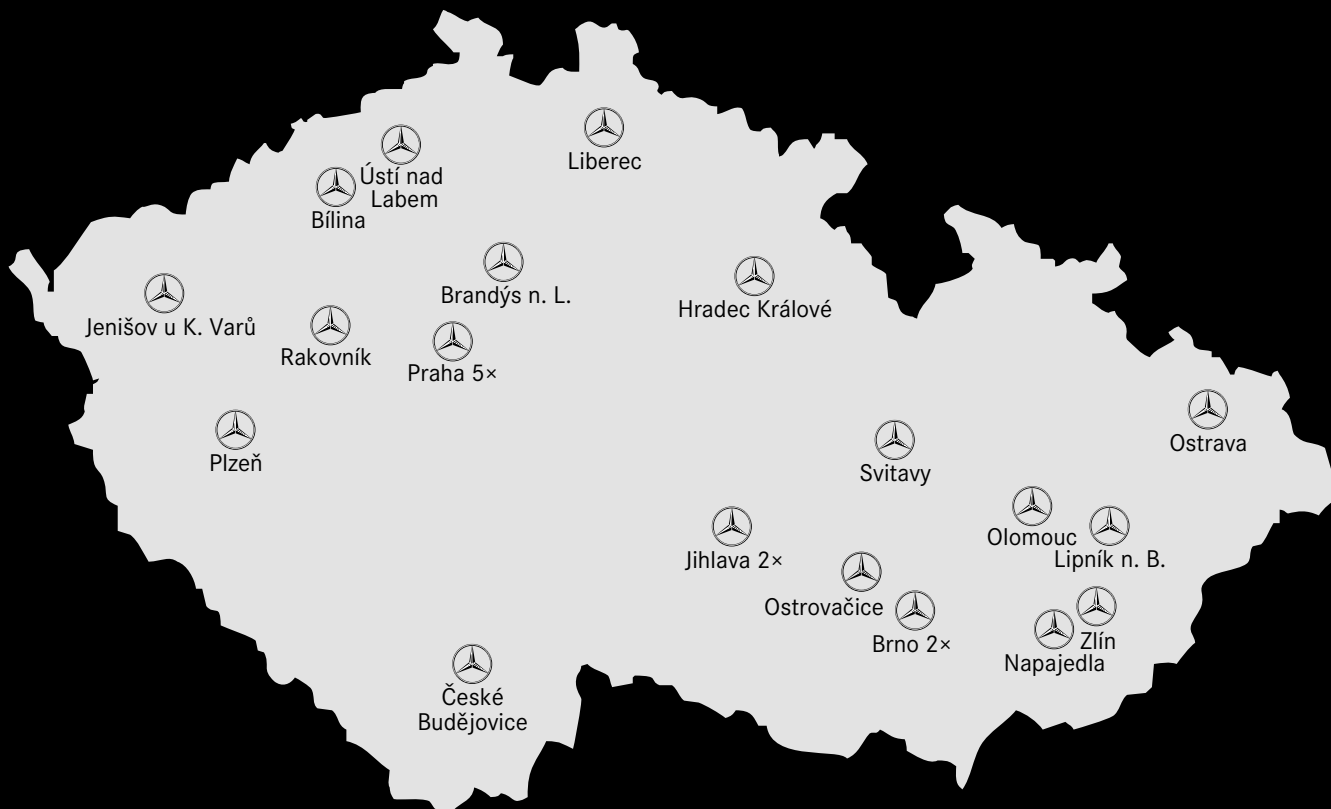 Liberec
Ústí nad
Labem
Bílina
Brandýs n. L.
Hradec Králové
Jenišov u K. Varů
Rakovník
Praha 5×
Plzeň
Ostrava
Svitavy
Olomouc
Lipník n. B.
Jihlava 2×
Ostrovačice
Brno 2×
Zlín
Napajedla
České
Budějovice